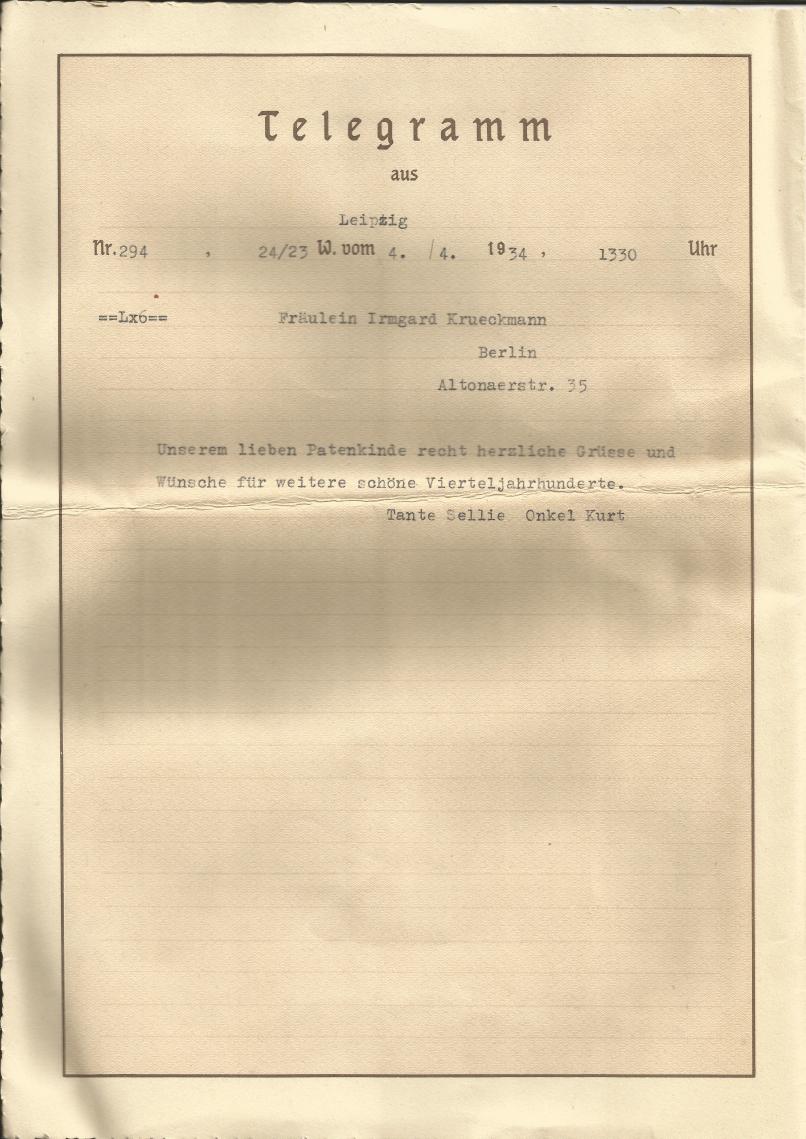 Telegramm
aus
Leipzig
Nr. 294 , 24/23 W. vom 4. /4. 1934 , 1330 Uhr
==Lx6== Fräulein Irmgard Krueckmann
Berlin
Altonaerstr. 35
Unserem lieben Patenkinde recht herzliche Grüsse und
Wünsche für weitere schöne Vierteljahrhunderte.
Tante Sellie Onkel Kurt